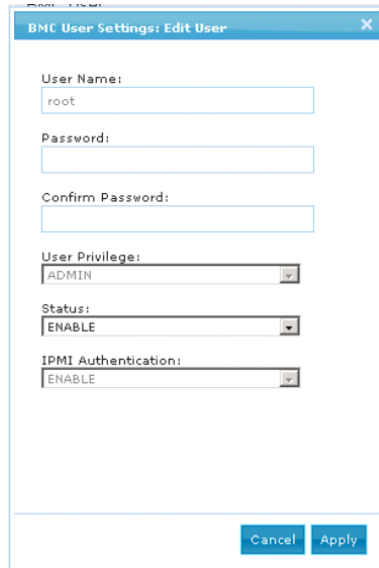 BMC User Settings: Edit User
User Name:
root
Password:
Confirm Password:
User Privilege:
ADMIN
Status:
ENABLE
IPMI Authentication:
ENABLE
Cancel Apply